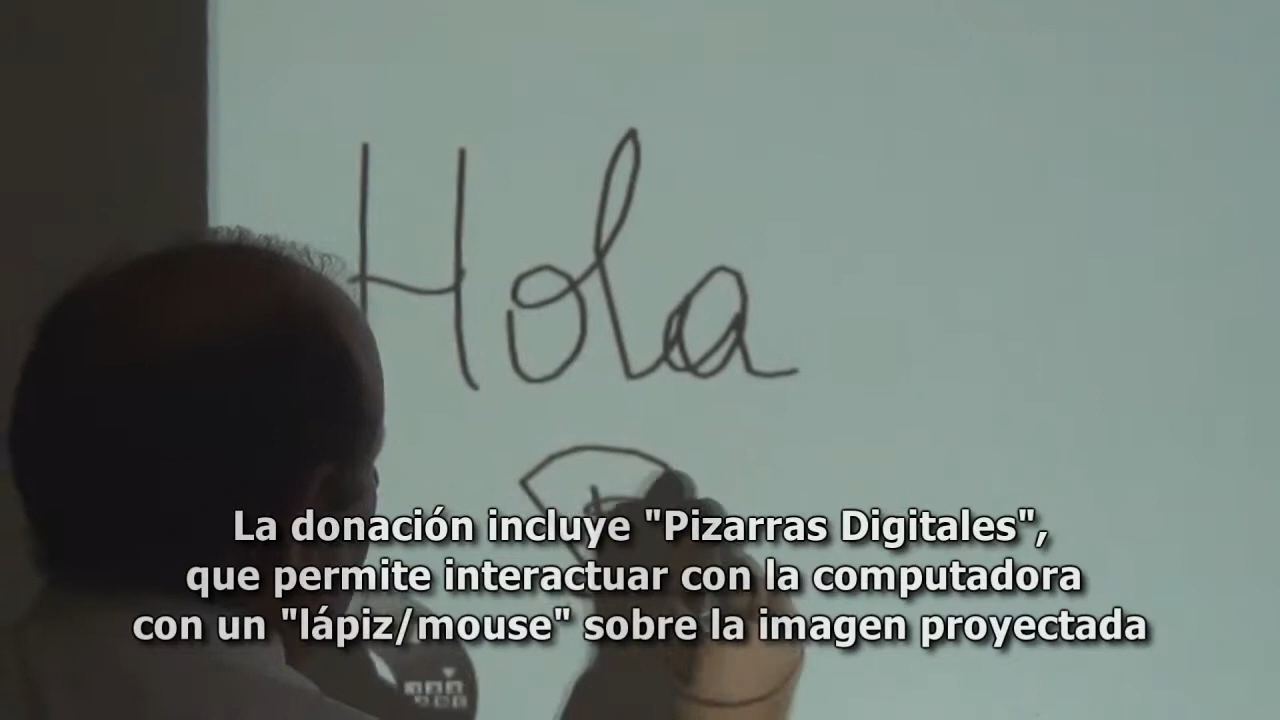 Hola
La donación incluye "Pizarras Digitales",
que permite interactuar con la computadora
con un "lápiz/mouse" sobre la imagen proyectada